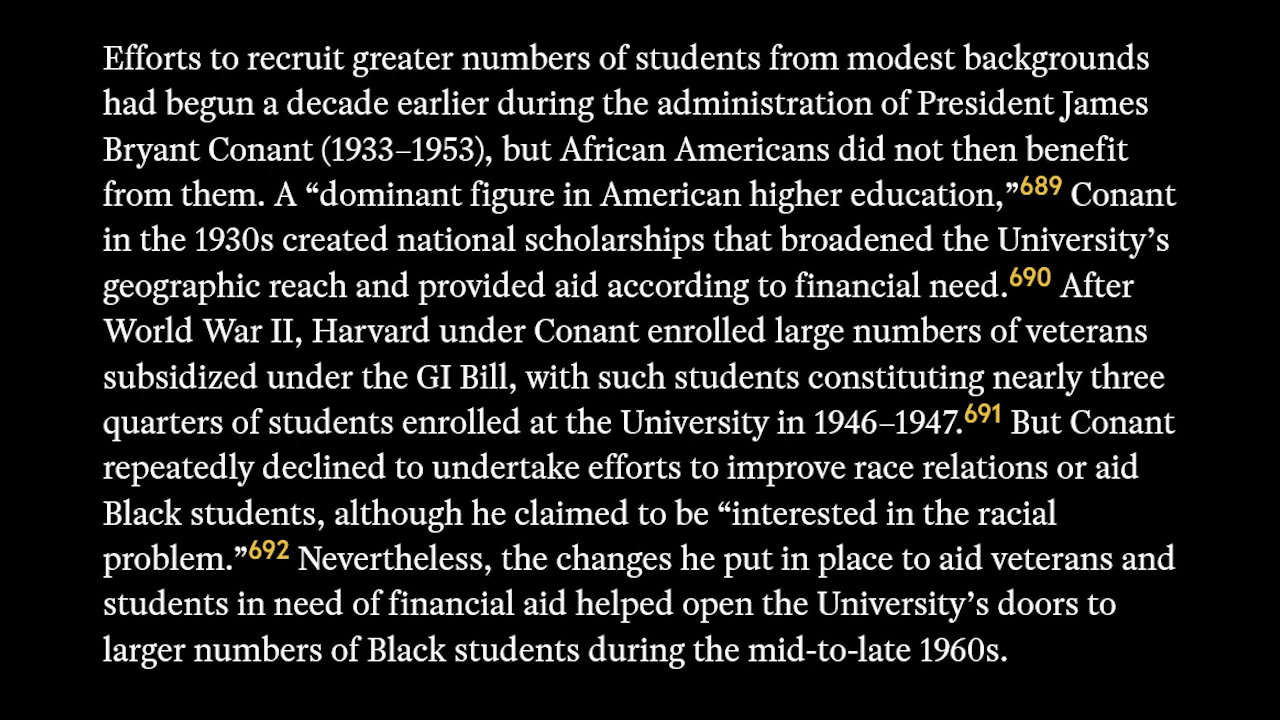 Efforts to recruit greater numbers of students from modest backgrounds
had begun a decade earlier during the administration of President James
Bryant Conant (1933–1953), but African Americans did not then benefit
from them. A “dominant figure in American higher education,”689 Conant
in the 1930s created national scholarships that broadened the University’s
geographic reach and provided aid according to financial need.690 After
World War II, Harvard under Conant enrolled large numbers of veterans
subsidized under the GI Bill, with such students constituting nearly three
quarters of students enrolled at the University in 1946–1947.691 But Conant
repeatedly declined to undertake efforts to improve race relations or aid
Black students, although he claimed to be “interested in the racial
problem.”692 Nevertheless, the changes he put in place to aid veterans and
students in need of financial aid helped open the University’s doors to
larger numbers of Black students during the mid-to-late 1960s.